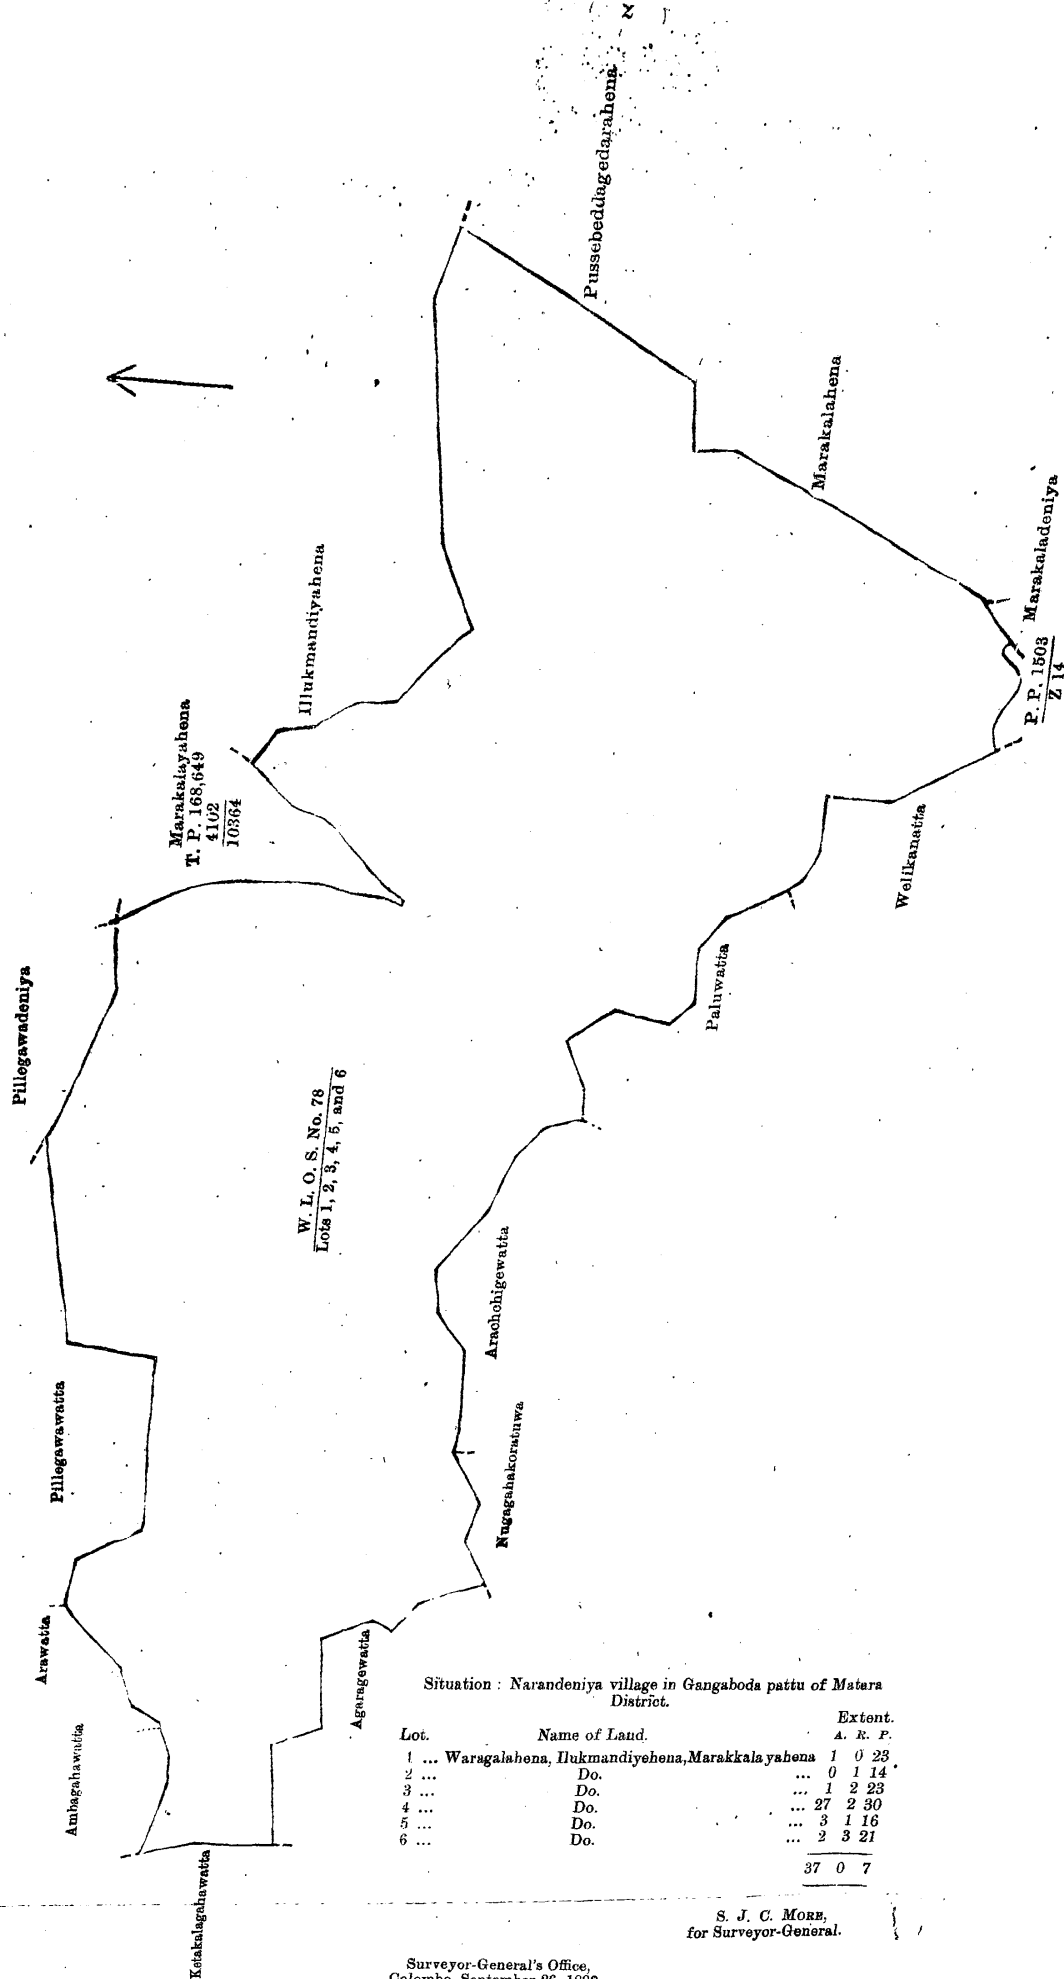 Pussebeddagedarahena
Marakalahena
Marakaladeniya
P. P. 1503
Z 14
Illukmandiyahena
Marakalayahena
T. P. 168,649
4102
10364
Welikanatta
Paluwatta
Pillegawadeniya
W. L. O. S. No. 78
Lots 1, 2, 3, 4, 5, and 6
Arachchigewatta
Nugagahakoratuwa
Pillegawawatta
Arawatta
Agaragewatta
Ambagahawatta
Ketakalagahawatta
Situation : Narandeniya village in Gangaboda pattu of Matara
District.
Extent.
Lot. Name of Land. A. R. P.
1 ... Waragalahena, Ilukmandiyehena, Marakkalayahena 1 0 23
2 ... Do. ... 0 1 14
3 ... Do. ... 1 2 23
4 ... Do. ... 27 2 30
5 ... Do. ... 3 1 16
6 ... Do. ... 2 3 21
37 0 7
S. J. C. MORE,
for Surveyor-General.
Surveyor-General's Office,
Colombo, September 26,